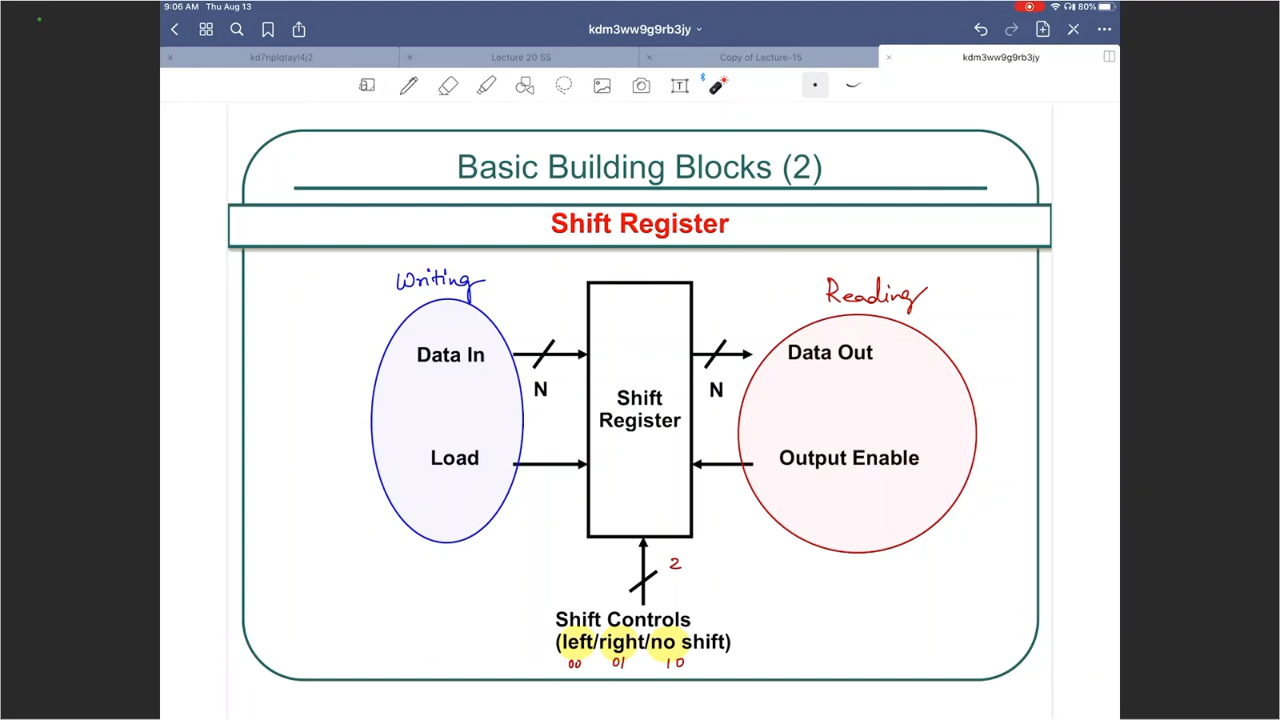 9:06 AM Thu Aug 13
80%
kdm3ww9g9rb3jy
kd7nplqtayl4j2
Lecture 20 SS
Copy of Lecture-15
kdm3ww9g9rb3jy
Basic Building Blocks (2)
Shift Register
Writing
Reading
Data In
N
Shift
Register
N
Data Out
Load
Output Enable
2
Shift Controls
(left/right/no shift)
00 01 10